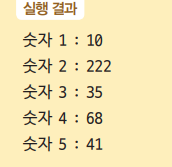 실행 결과
숫자 1 : 10
숫자 2 : 222
숫자 3 : 35
숫자 4 : 68
숫자 5 : 41